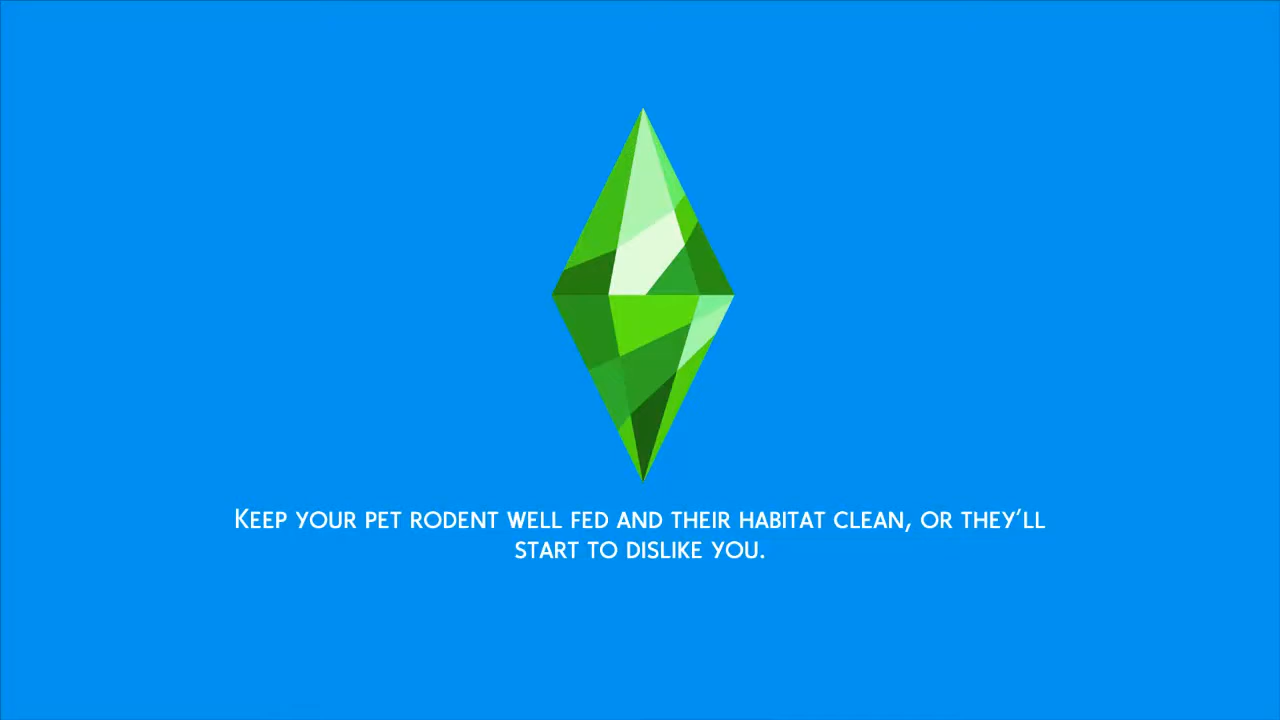 Keep your pet rodent well fed and their habitat clean, or they'll
start to dislike you.